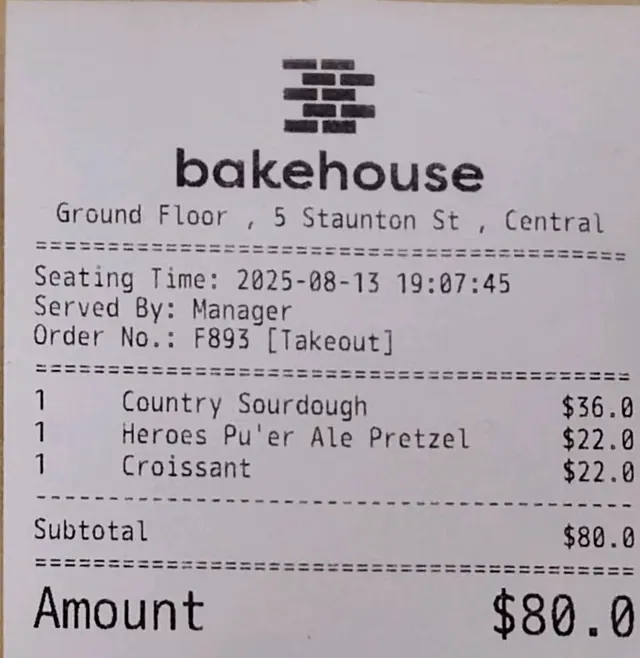 bakehouse
Ground Floor , 5 Staunton St , Central
==========================================
Seating Time: 2025-08-13 19:07:45
Served By: Manager
Order No.: F893 [Takeout]
==========================================
1 Country Sourdough $36.0
1 Heroes Pu'er Ale Pretzel $22.0
1 Croissant $22.0
------------------------------------------
Subtotal $80.0
==========================================
Amount $80.0